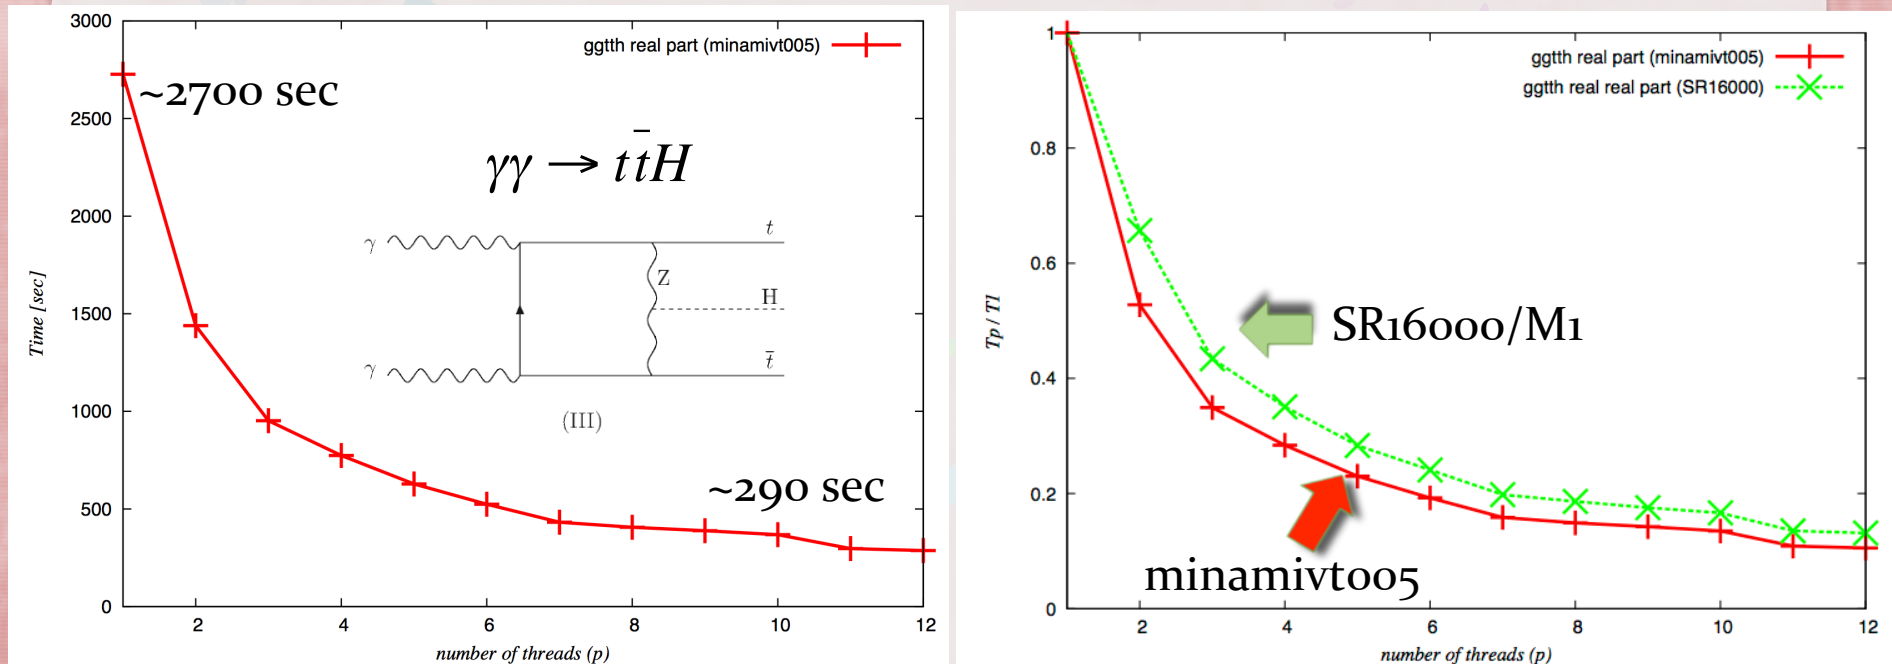 3000
2500
2000
1500
1000
500
0
Time [sec]
ggtth real part (minamivt005)
~2700 sec
γγ → t t̄ H
γ
t
Z
H
γ
t̄
(III)
~290 sec
2 4 6 8 10 12
number of threads (p)
1
0.8
0.6
0.4
0.2
0
Tp / T1
ggtth real part (minamivt005)
ggtth real real part (SR16000)
SR16000/M1
minamivt005
2 4 6 8 10 12
number of threads (p)